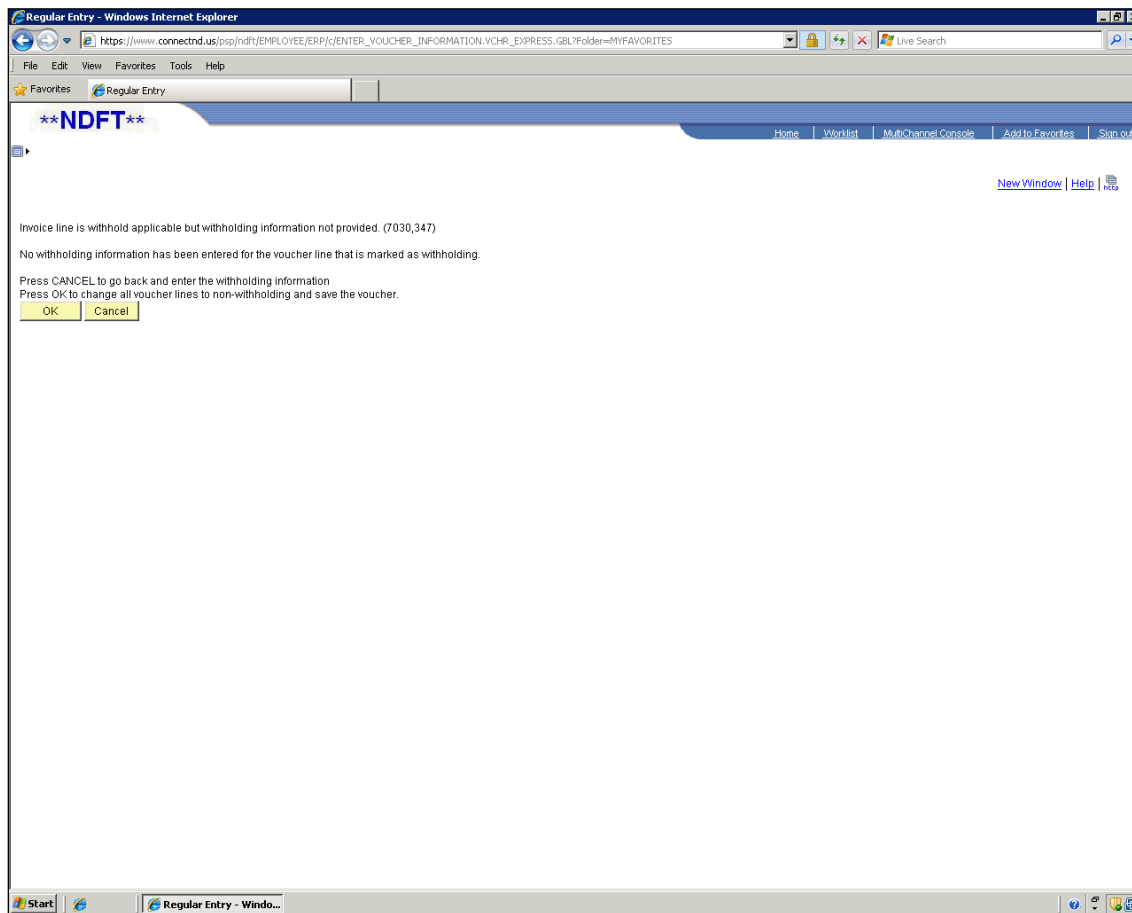 Regular Entry - Windows Internet Explorer
https://www.connectnd.us/psp/ndft/EMPLOYEE/ERP/c/ENTER_VOUCHER_INFORMATION.VCHR_EXPRESS.GBL?Folder=MYFAVORITES
Live Search
File Edit View Favorites Tools Help
Favorites Regular Entry
**NDFT**
Home | Worklist | MultiChannel Console | Add to Favorites | Sign out
New Window | Help | http
Invoice line is withhold applicable but withholding information not provided. (7030,347)
No withholding information has been entered for the voucher line that is marked as withholding.
Press CANCEL to go back and enter the withholding information
Press OK to change all voucher lines to non-withholding and save the voucher.
OK Cancel
Start Regular Entry - Windo...